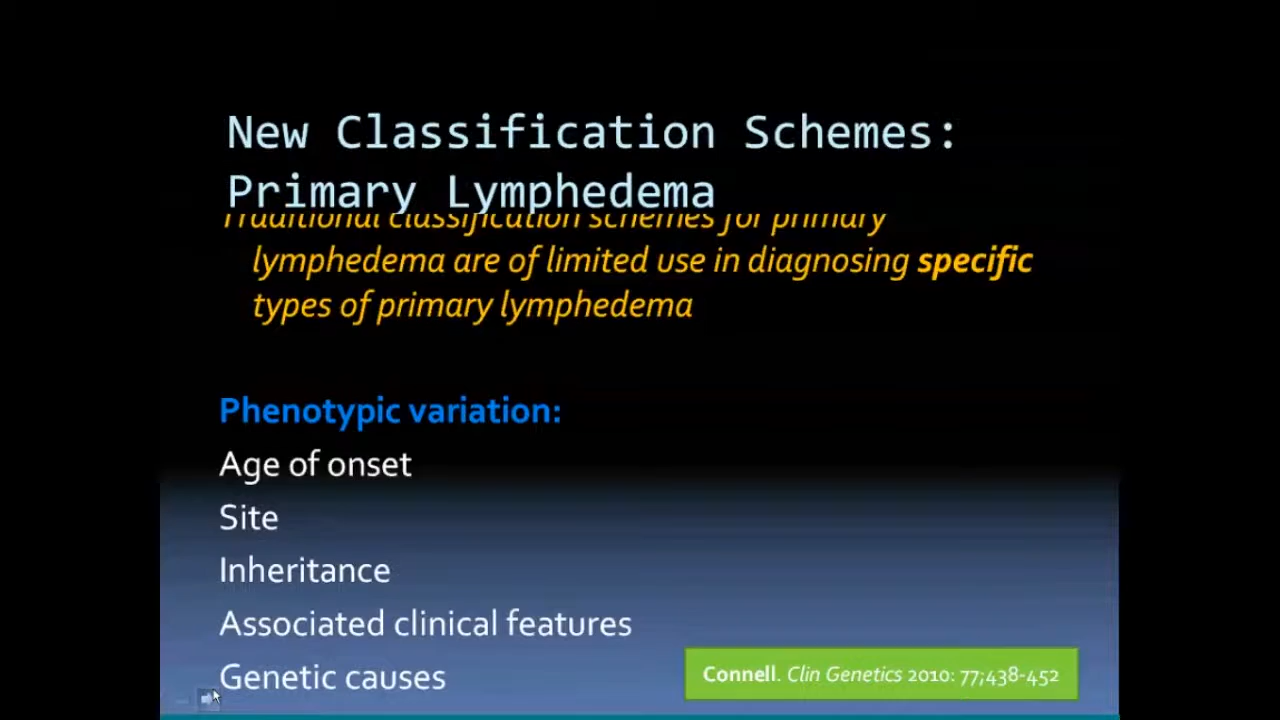 New Classification Schemes:
Primary Lymphedema
Traditional classification schemes for primary
lymphedema are of limited use in diagnosing specific
types of primary lymphedema
Phenotypic variation:
Age of onset
Site
Inheritance
Associated clinical features
Genetic causes
Connell. Clin Genetics 2010: 77;438-452